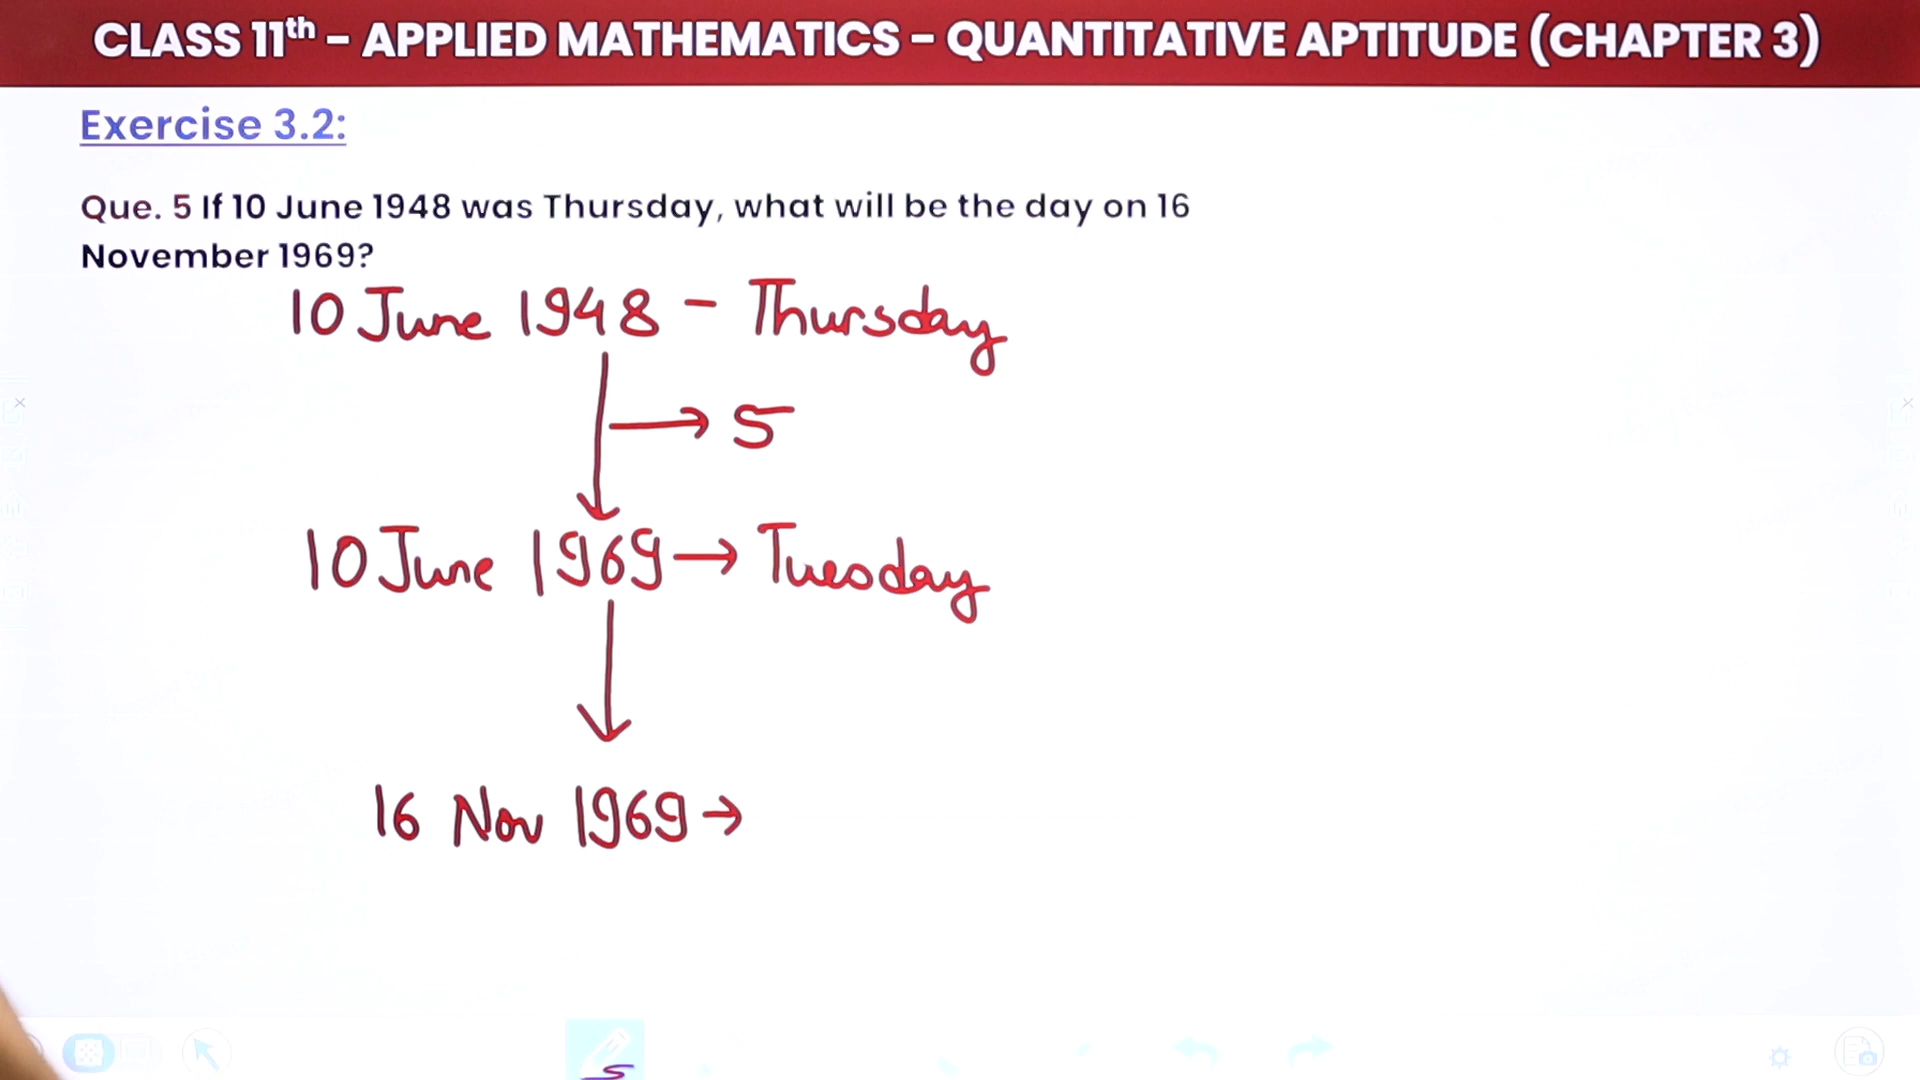 CLASS 11th - APPLIED MATHEMATICS - QUANTITATIVE APTITUDE (CHAPTER 3)
Exercise 3.2:
Que. 5 If 10 June 1948 was Thursday, what will be the day on 16
November 1969?
10 June 1948 - Thursday
→ 5
10 June 1969 → Tuesday
16 Nov 1969 →